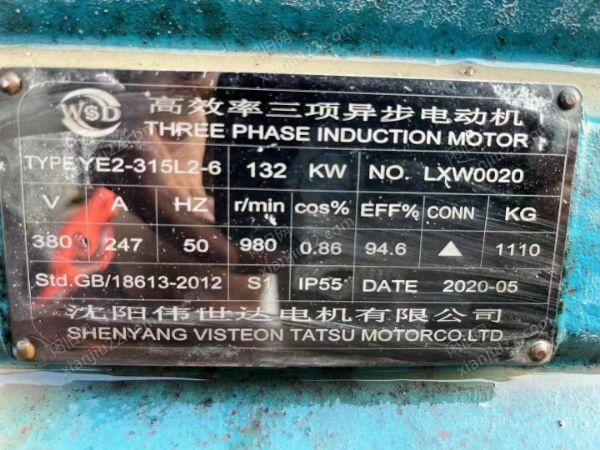 WSD
高效率三项异步电动机
THREE PHASE INDUCTION MOTOR
TYPE YE2-315L2-6 132 KW NO. LXW0020
V A HZ r/min cos% EFF% CONN KG
380 247 50 980 0.86 94.6 ▲ 1110
Std.GB/18613-2012 S1 IP55 DATE 2020-05
沈阳伟世达电机有限公司
SHENYANG VISTEON TATSU MOTORCO.LTD